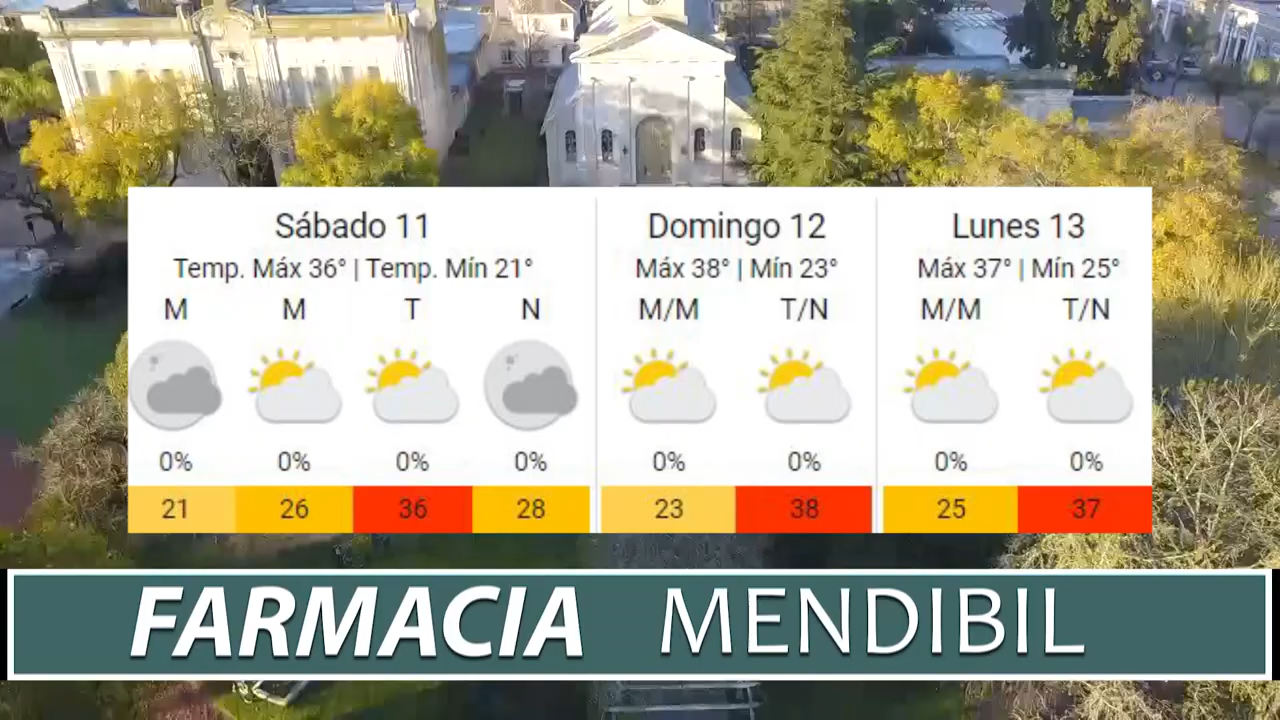 Sábado 11
Temp. Máx 36° | Temp. Mín 21°
M M T N
0% 0% 0% 0%
21 26 36 28
Domingo 12
Máx 38° | Mín 23°
M/M T/N
0% 0%
23 38
Lunes 13
Máx 37° | Mín 25°
M/M T/N
0% 0%
25 37
FARMACIA MENDIBIL